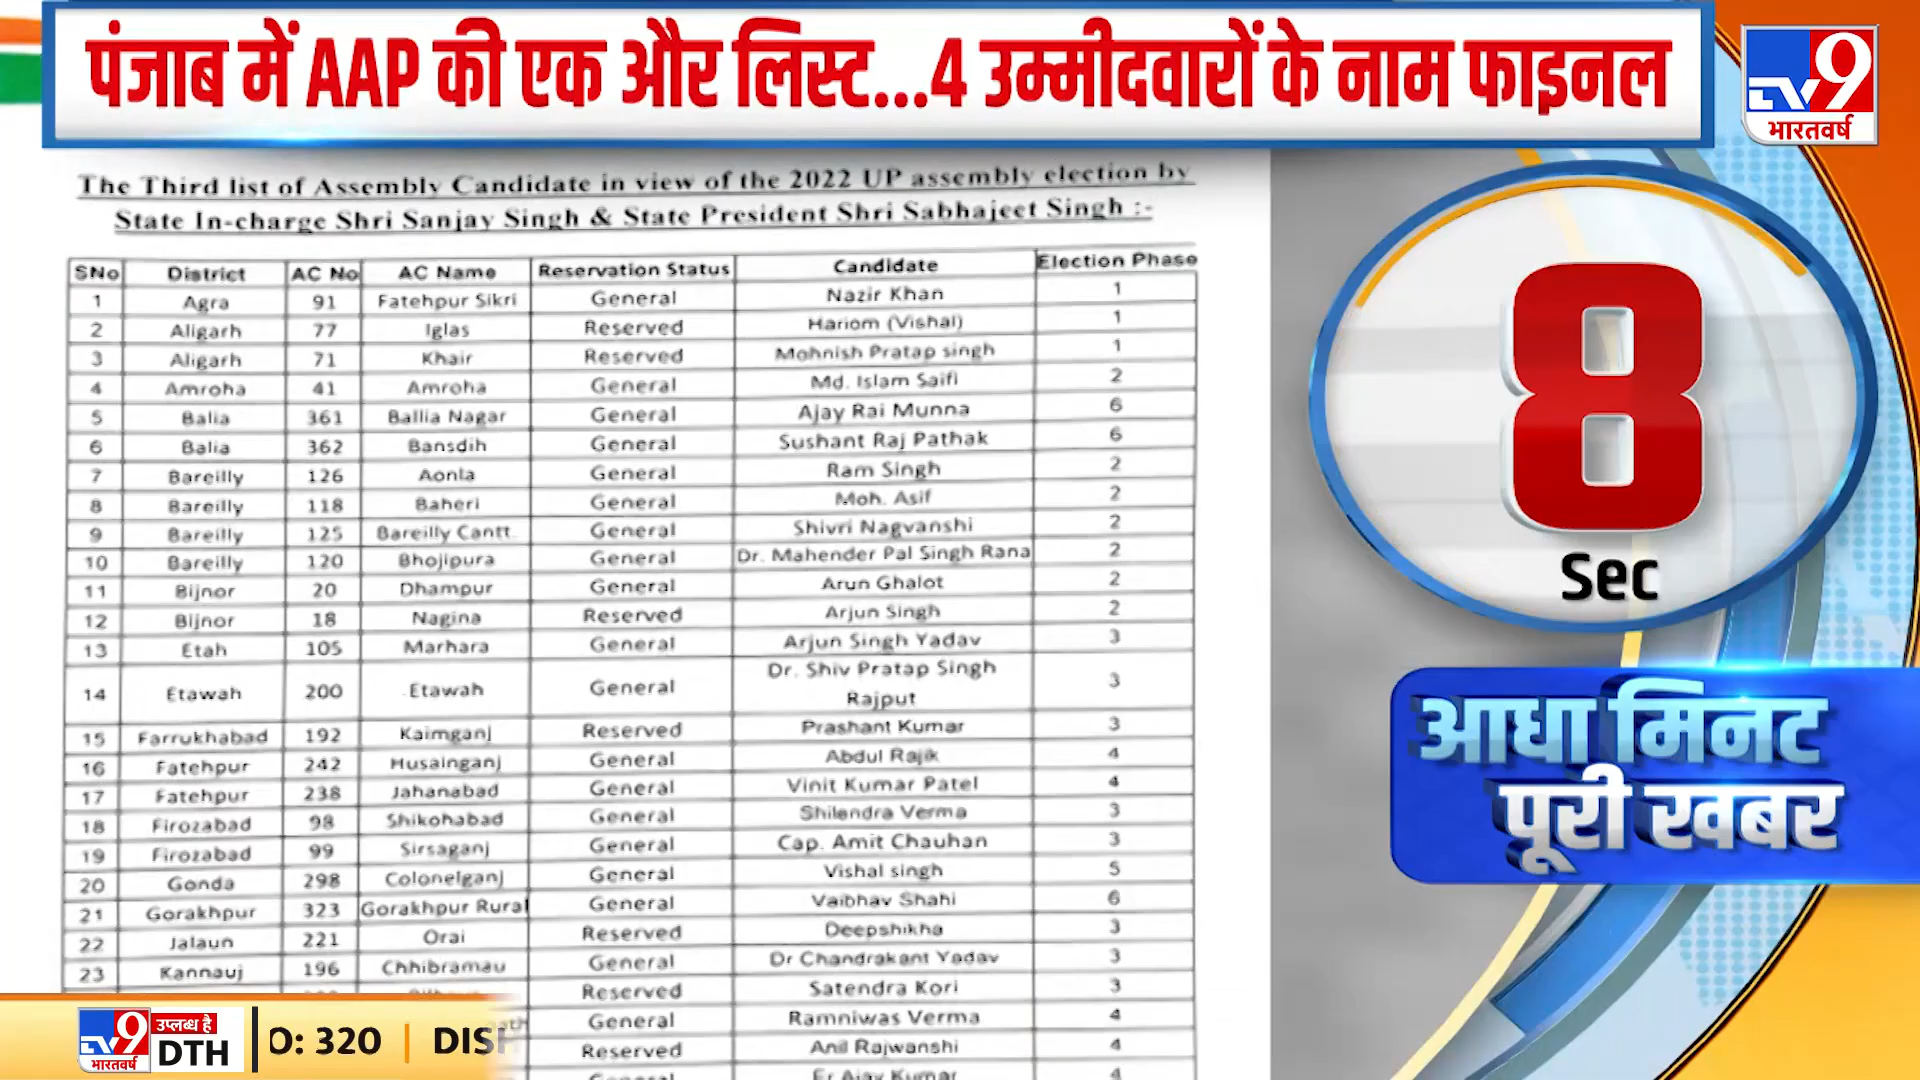 पंजाब में AAP की एक और लिस्ट...4 उम्मीदवारों के नाम फाइनल
TV9
भारतवर्ष
The Third list of Assembly Candidate in view of the 2022 UP assembly election by
State In-charge Shri Sanjay Singh & State President Shri Sabhajeet Singh :-
SNo District AC No AC Name Reservation Status Candidate Election Phase
1 Agra 91 Fatehpur Sikri General Nazir Khan 1
2 Aligarh 77 Iglas Reserved Hariom (Vishal) 1
3 Aligarh 71 Khair Reserved Mohnish Pratap singh 1
4 Amroha 41 Amroha General Md. Islam Saifi 2
5 Balia 361 Ballia Nagar General Ajay Rai Munna 6
6 Balia 362 Bansdih General Sushant Raj Pathak 6
7 Bareilly 126 Aonla General Ram Singh 2
8 Bareilly 118 Baheri General Moh. Asif 2
9 Bareilly 125 Bareilly Cantt. General Shivri Nagvanshi 2
10 Bareilly 120 Bhojipura General Dr. Mahender Pal Singh Rana 2
11 Bijnor 20 Dhampur General Arun Ghalot 2
12 Bijnor 18 Nagina Reserved Arjun Singh 2
13 Etah 105 Marhara General Arjun Singh Yadav 3
14 Etawah 200 Etawah General Dr. Shiv Pratap Singh Rajput 3
15 Farrukhabad 192 Kaimganj Reserved Prashant Kumar 3
16 Fatehpur 242 Husainganj General Abdul Rajik 4
17 Fatehpur 238 Jahanabad General Vinit Kumar Patel 4
18 Firozabad 98 Shikohabad General Shilendra Verma 3
19 Firozabad 99 Sirsaganj General Cap. Amit Chauhan 3
20 Gonda 298 Colonelganj General Vishal singh 5
21 Gorakhpur 323 Gorakhpur Rural General Vaibhav Shahi 6
22 Jalaun 221 Orai Reserved Deepshikha 3
23 Kannauj 196 Chhibramau General Dr Chandrakant Yadav 3
Reserved Satendra Kori 3
General Ramniwas Verma 4
Reserved Anil Rajwanshi 4
General Er Ajay Kumar 4
8
Sec
आधा मिनट
पूरी खबर
TV9
भारतवर्ष
उप्लब्ध है
DTH
O: 320 | DISH